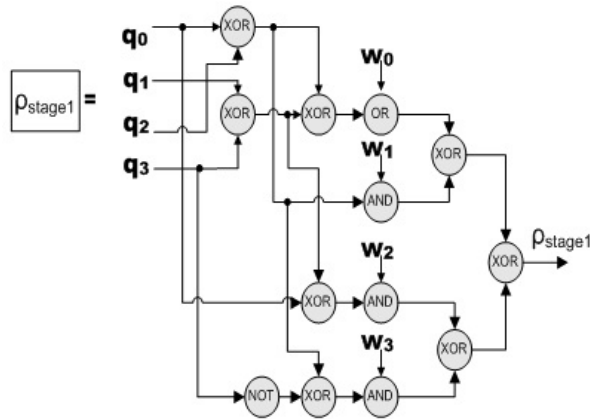 q0
XOR
q1
w0
ρstage1 =
XOR
XOR
OR
q2
w1
XOR
q3
AND
ρstage1
w2
XOR
XOR
AND
w3
XOR
NOT
XOR
AND